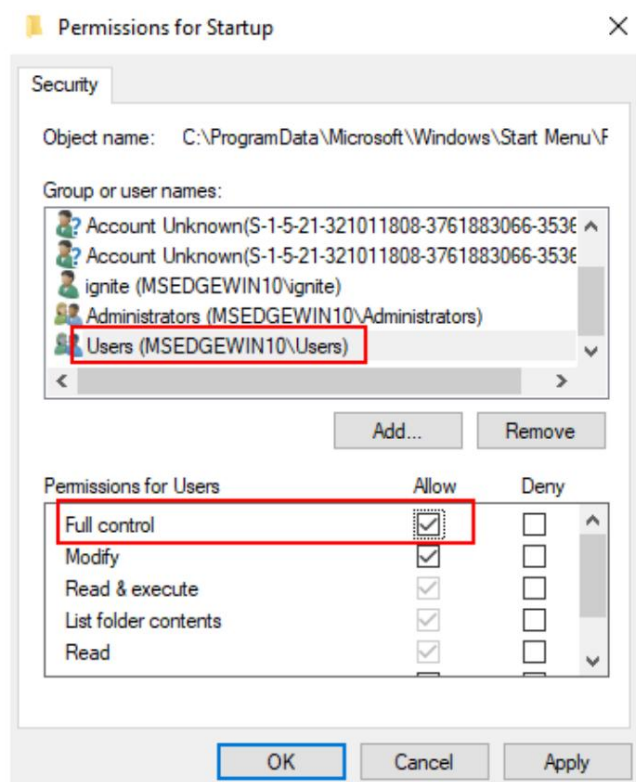 Permissions for Startup
Security
Object name: C:\ProgramData\Microsoft\Windows\Start Menu\F
Group or user names:
Account Unknown(S-1-5-21-321011808-3761883066-3536
Account Unknown(S-1-5-21-321011808-3761883066-3536
ignite (MSEDGEWIN10\ignite)
Administrators (MSEDGEWIN10\Administrators)
Users (MSEDGEWIN10\Users)
Add... Remove
Permissions for Users Allow Deny
Full control
Modify
Read & execute
List folder contents
Read
OK Cancel Apply